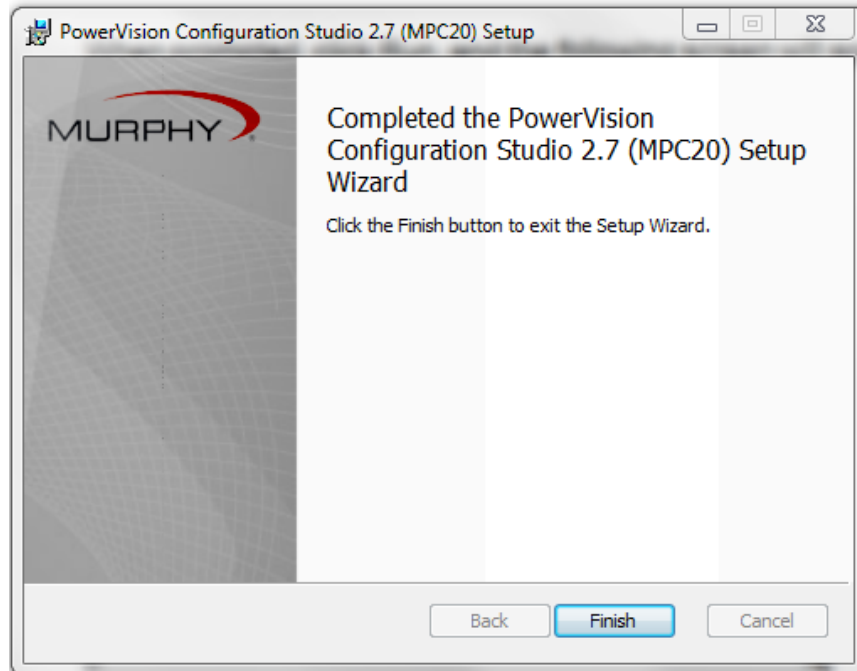 PowerVision Configuration Studio 2.7 (MPC20) Setup
MURPHY
Completed the PowerVision
Configuration Studio 2.7 (MPC20) Setup
Wizard
Click the Finish button to exit the Setup Wizard.
Back
Finish
Cancel